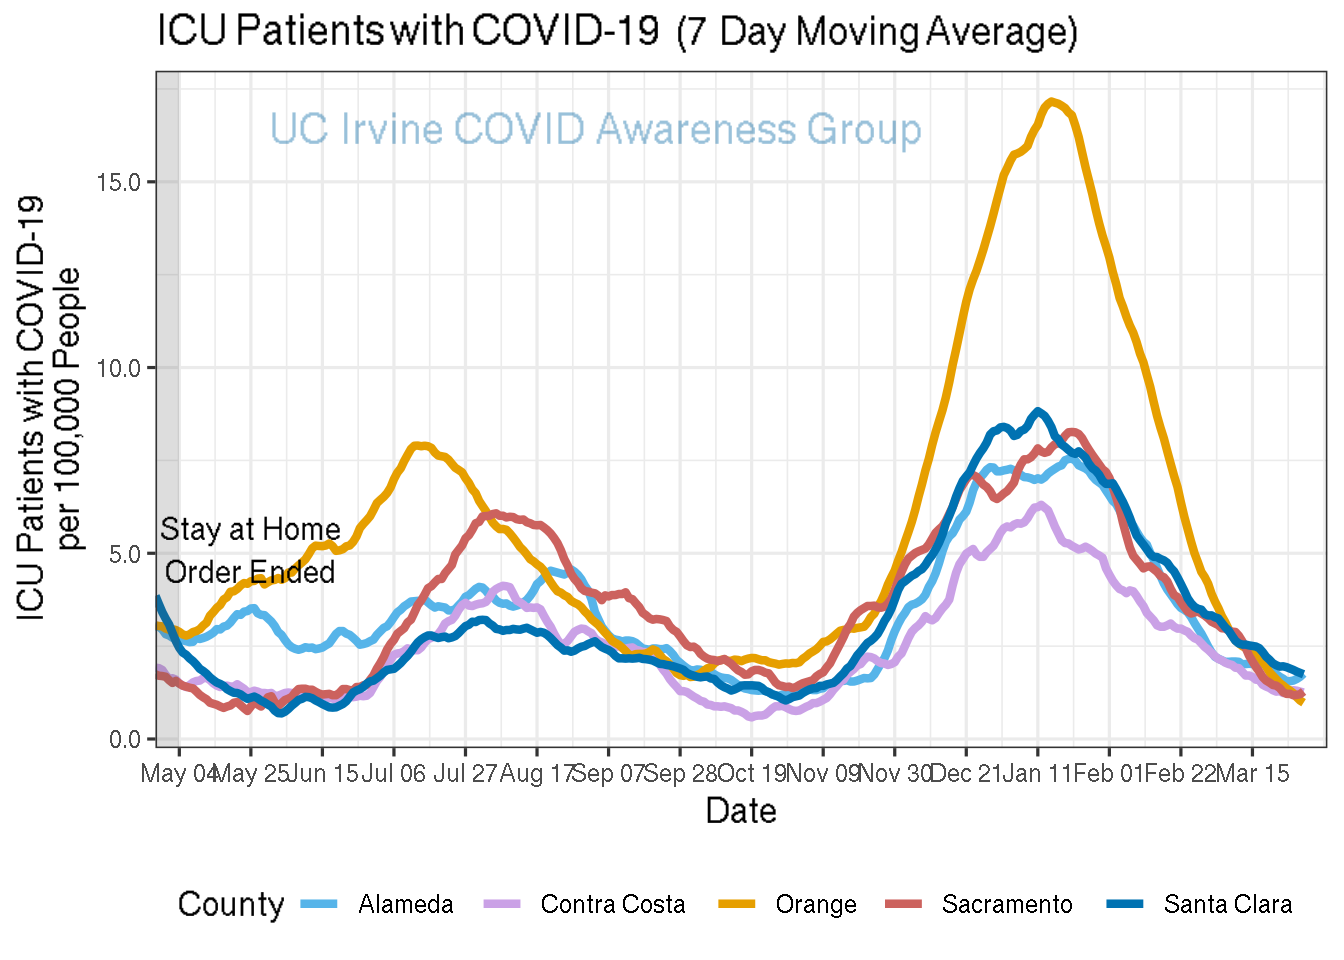 ICU Patients with COVID-19 (7 Day Moving Average)
UC Irvine COVID Awareness Group
ICU Patients with COVID-19
per 100,000 People
15.0
10.0
5.0
0.0
Stay at Home
Order Ended
May 04 May 25 Jun 15 Jul 06 Jul 27 Aug 17 Sep 07 Sep 28 Oct 19 Nov 09 Nov 30 Dec 21 Jan 11 Feb 01 Feb 22 Mar 15
Date
County Alameda Contra Costa Orange Sacramento Santa Clara